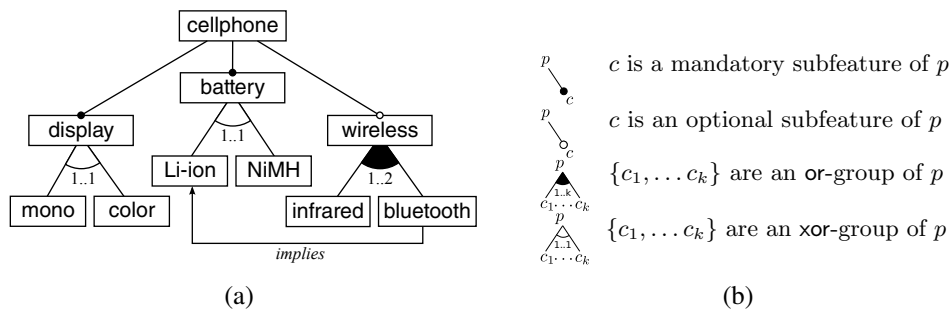 cellphone
battery
1..1
display
wireless
Li-ion
NiMH
1..1
1..2
mono
color
infrared
bluetooth
implies
(a)
p
c
c is a mandatory subfeature of p
p
c
c is an optional subfeature of p
p
1..k
c1...ck
{c1, ... ck} are an or-group of p
p
1..1
c1...ck
{c1, ... ck} are an xor-group of p
(b)